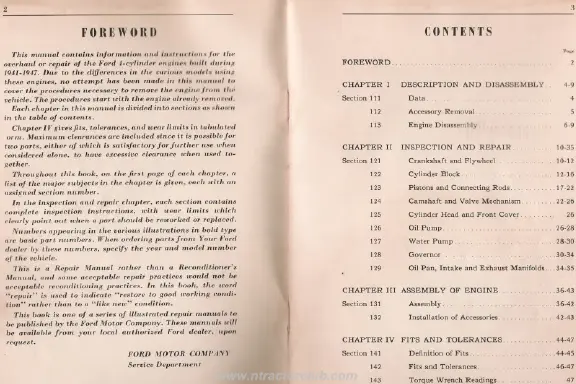 2
FOREWORD
This manual contains information and instructions for the
overhaul or repair of the Ford 4-cylinder engines built during
1941-1947. Due to the differences in the various models using
these engines, no attempt has been made in this manual to
cover the procedures necessary to remove the engine from the
vehicle. The procedures start with the engine already removed.
Each chapter in this manual is divided into sections as shown
in the table of contents.
Chapter IV gives fits, tolerances, and wear limits in tabulated
orm. Maximum clearances are included since it is possible for
two parts, either of which is satisfactory for further use when
considered alone, to have excessive clearance when used to-
gether.
Throughout this book, on the first page of each chapter, a
list of the major subjects in the chapter is given, each with an
assigned section number.
In the inspection and repair chapter, each section contains
complete inspection instructions, with wear limits which
clearly point out when a part should be reworked or replaced.
Numbers appearing in the various illustrations in bold type
are basic part numbers. When ordering parts from Your Ford
dealer by these numbers, specify the year and model number
of the vehicle.
This is a Repair Manual rather than a Reconditioner's
Manual, and some acceptable repair practices would not be
acceptable reconditioning practices. In this book, the word
"repair" is used to indicate "restore to good working condi-
tion" rather than to a "like new" condition.
This book is one of a series of illustrated repair manuals to
be published by the Ford Motor Company. These manuals will
be available from your local authorized Ford dealer, upon
request.
FORD MOTOR COMPANY
Service Department
3
CONTENTS
Page
FOREWORD 2
CHAPTER I DESCRIPTION AND DISASSEMBLY 4-9
Section 111 Data 4
112 Accessory Removal 5
113 Engine Disassembly 6-9
CHAPTER II INSPECTION AND REPAIR 10-35
Section 121 Crankshaft and Flywheel 10-12
122 Cylinder Block 12-16
123 Pistons and Connecting Rods 17-22
124 Camshaft and Valve Mechanism 22-26
125 Cylinder Head and Front Cover 26
126 Oil Pump 26-28
127 Water Pump 28-30
128 Governor 30-34
129 Oil Pan, Intake and Exhaust Manifolds 34-35
CHAPTER III ASSEMBLY OF ENGINE 36-43
Section 131 Assembly 36-42
132 Installation of Accessories 42-43
CHAPTER IV FITS AND TOLERANCES 44-47
Section 141 Definition of Fits 44-45
142 Fits and Tolerances 46-47
143 Torque Wrench Readings 47